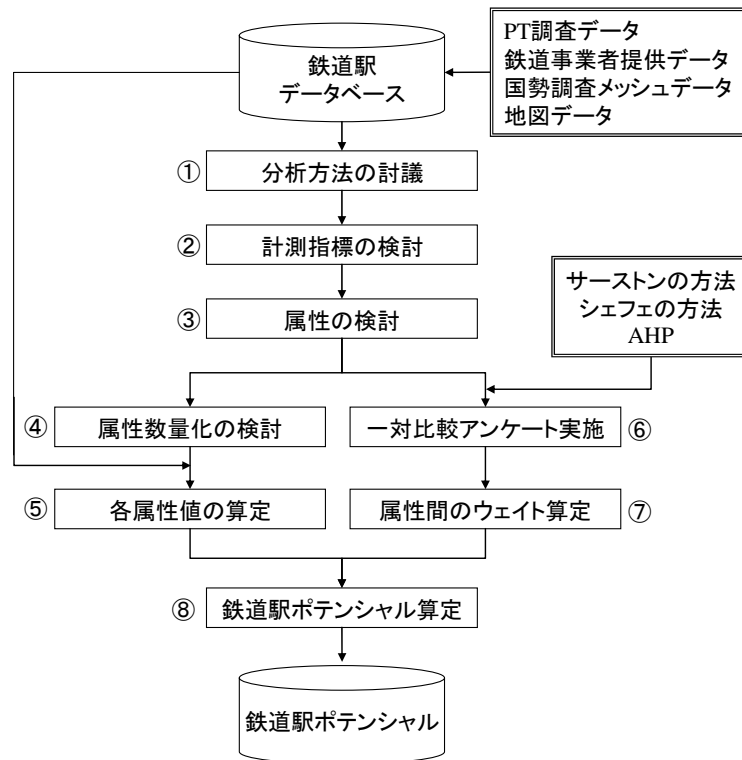 鉄道駅
データベース
PT調査データ
鉄道事業者提供データ
国勢調査メッシュデータ
地図データ
① 分析方法の討議
② 計測指標の検討
③ 属性の検討
サーストンの方法
シェフェの方法
AHP
④ 属性数量化の検討
一対比較アンケート実施 ⑥
⑤ 各属性値の算定
属性間のウェイト算定 ⑦
⑧ 鉄道駅ポテンシャル算定
鉄道駅ポテンシャル